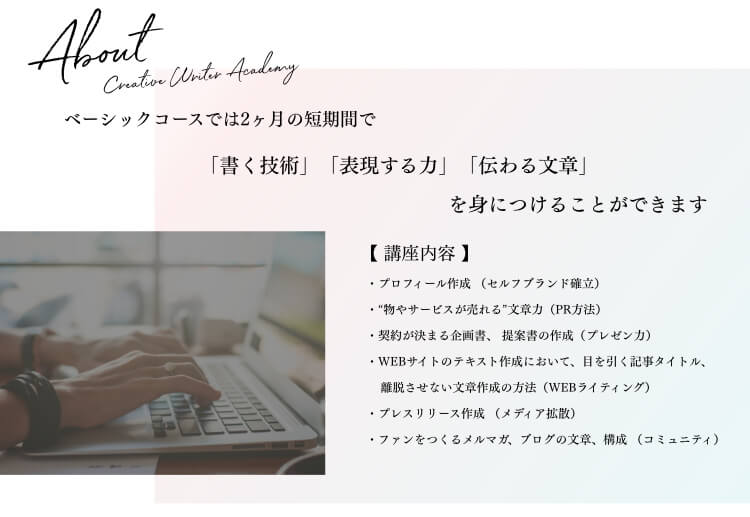 About
Creative Writer Academy
ベーシックコースでは2ヶ月の短期間で
「書く技術」「表現する力」「伝わる文章」
を身につけることができます
【 講座内容 】
・プロフィール作成 （セルフブランド確立）
・“物やサービスが売れる”文章力（PR方法）
・契約が決まる企画書、 提案書の作成（プレゼン力）
・WEBサイトのテキスト作成において、目を引く記事タイトル、
離脱させない文章作成の方法（WEBライティング）
・プレスリリース作成 （メディア拡散）
・ファンをつくるメルマガ、ブログの文章、構成 （コミュニティ）